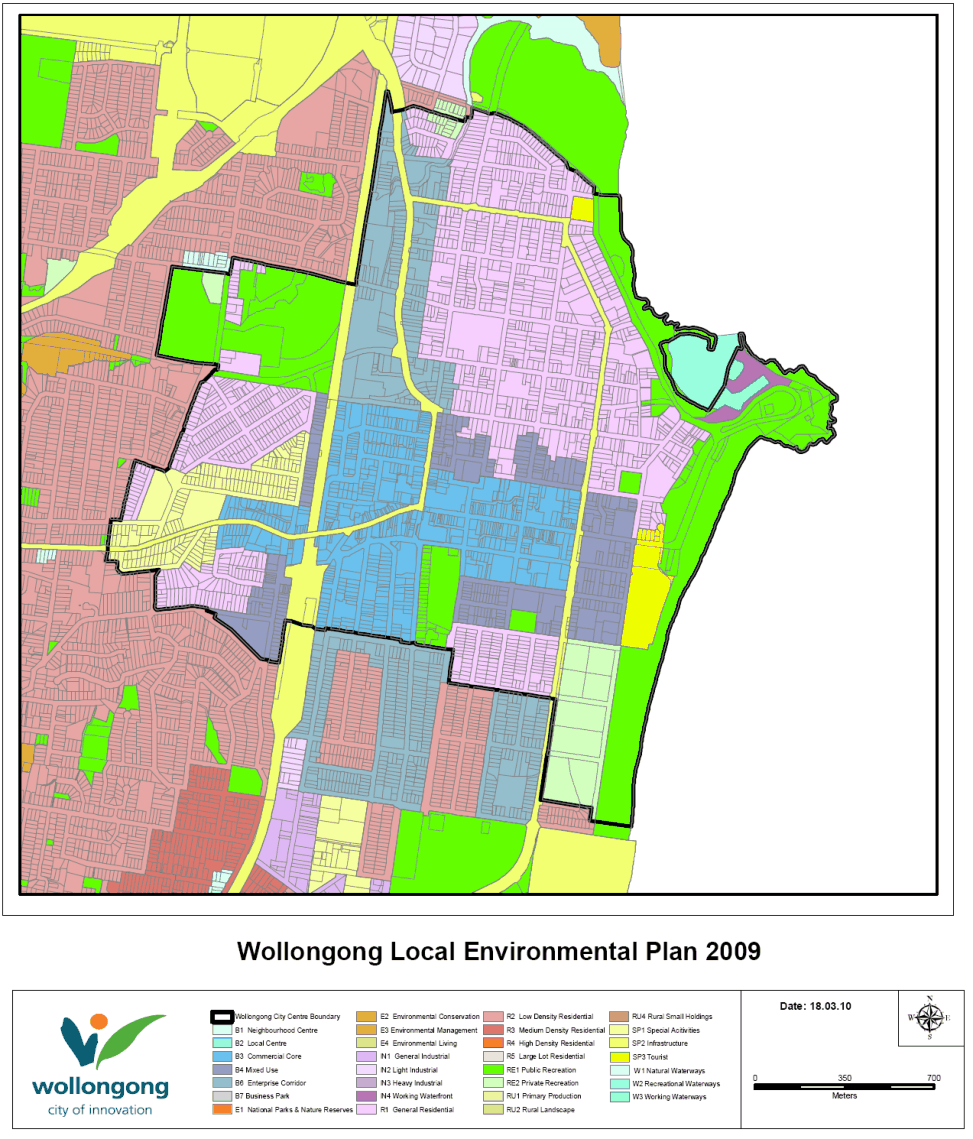 Wollongong Local Environmental Plan 2009
wollongong
city of innovation
Wollongong City Centre Boundary
B1 Neighbourhood Centre
B2 Local Centre
B3 Commercial Core
B4 Mixed Use
B6 Enterprise Corridor
B7 Business Park
E1 National Parks & Nature Reserves
E2 Environmental Conservation
E3 Environmental Management
E4 Environmental Living
IN1 General Industrial
IN2 Light Industrial
IN3 Heavy Industrial
IN4 Working Waterfront
R1 General Residential
R2 Low Density Residential
R3 Medium Density Residential
R4 High Density Residential
R5 Large Lot Residential
RE1 Public Recreation
RE2 Private Recreation
RU1 Primary Production
RU2 Rural Landscape
RU4 Rural Small Holdings
SP1 Special Acitivities
SP2 Infrastructure
SP3 Tourist
W1 Natural Waterways
W2 Recreational Waterways
W3 Working Waterways
Date: 18.03.10
0 350 700
Meters
N
W E
S